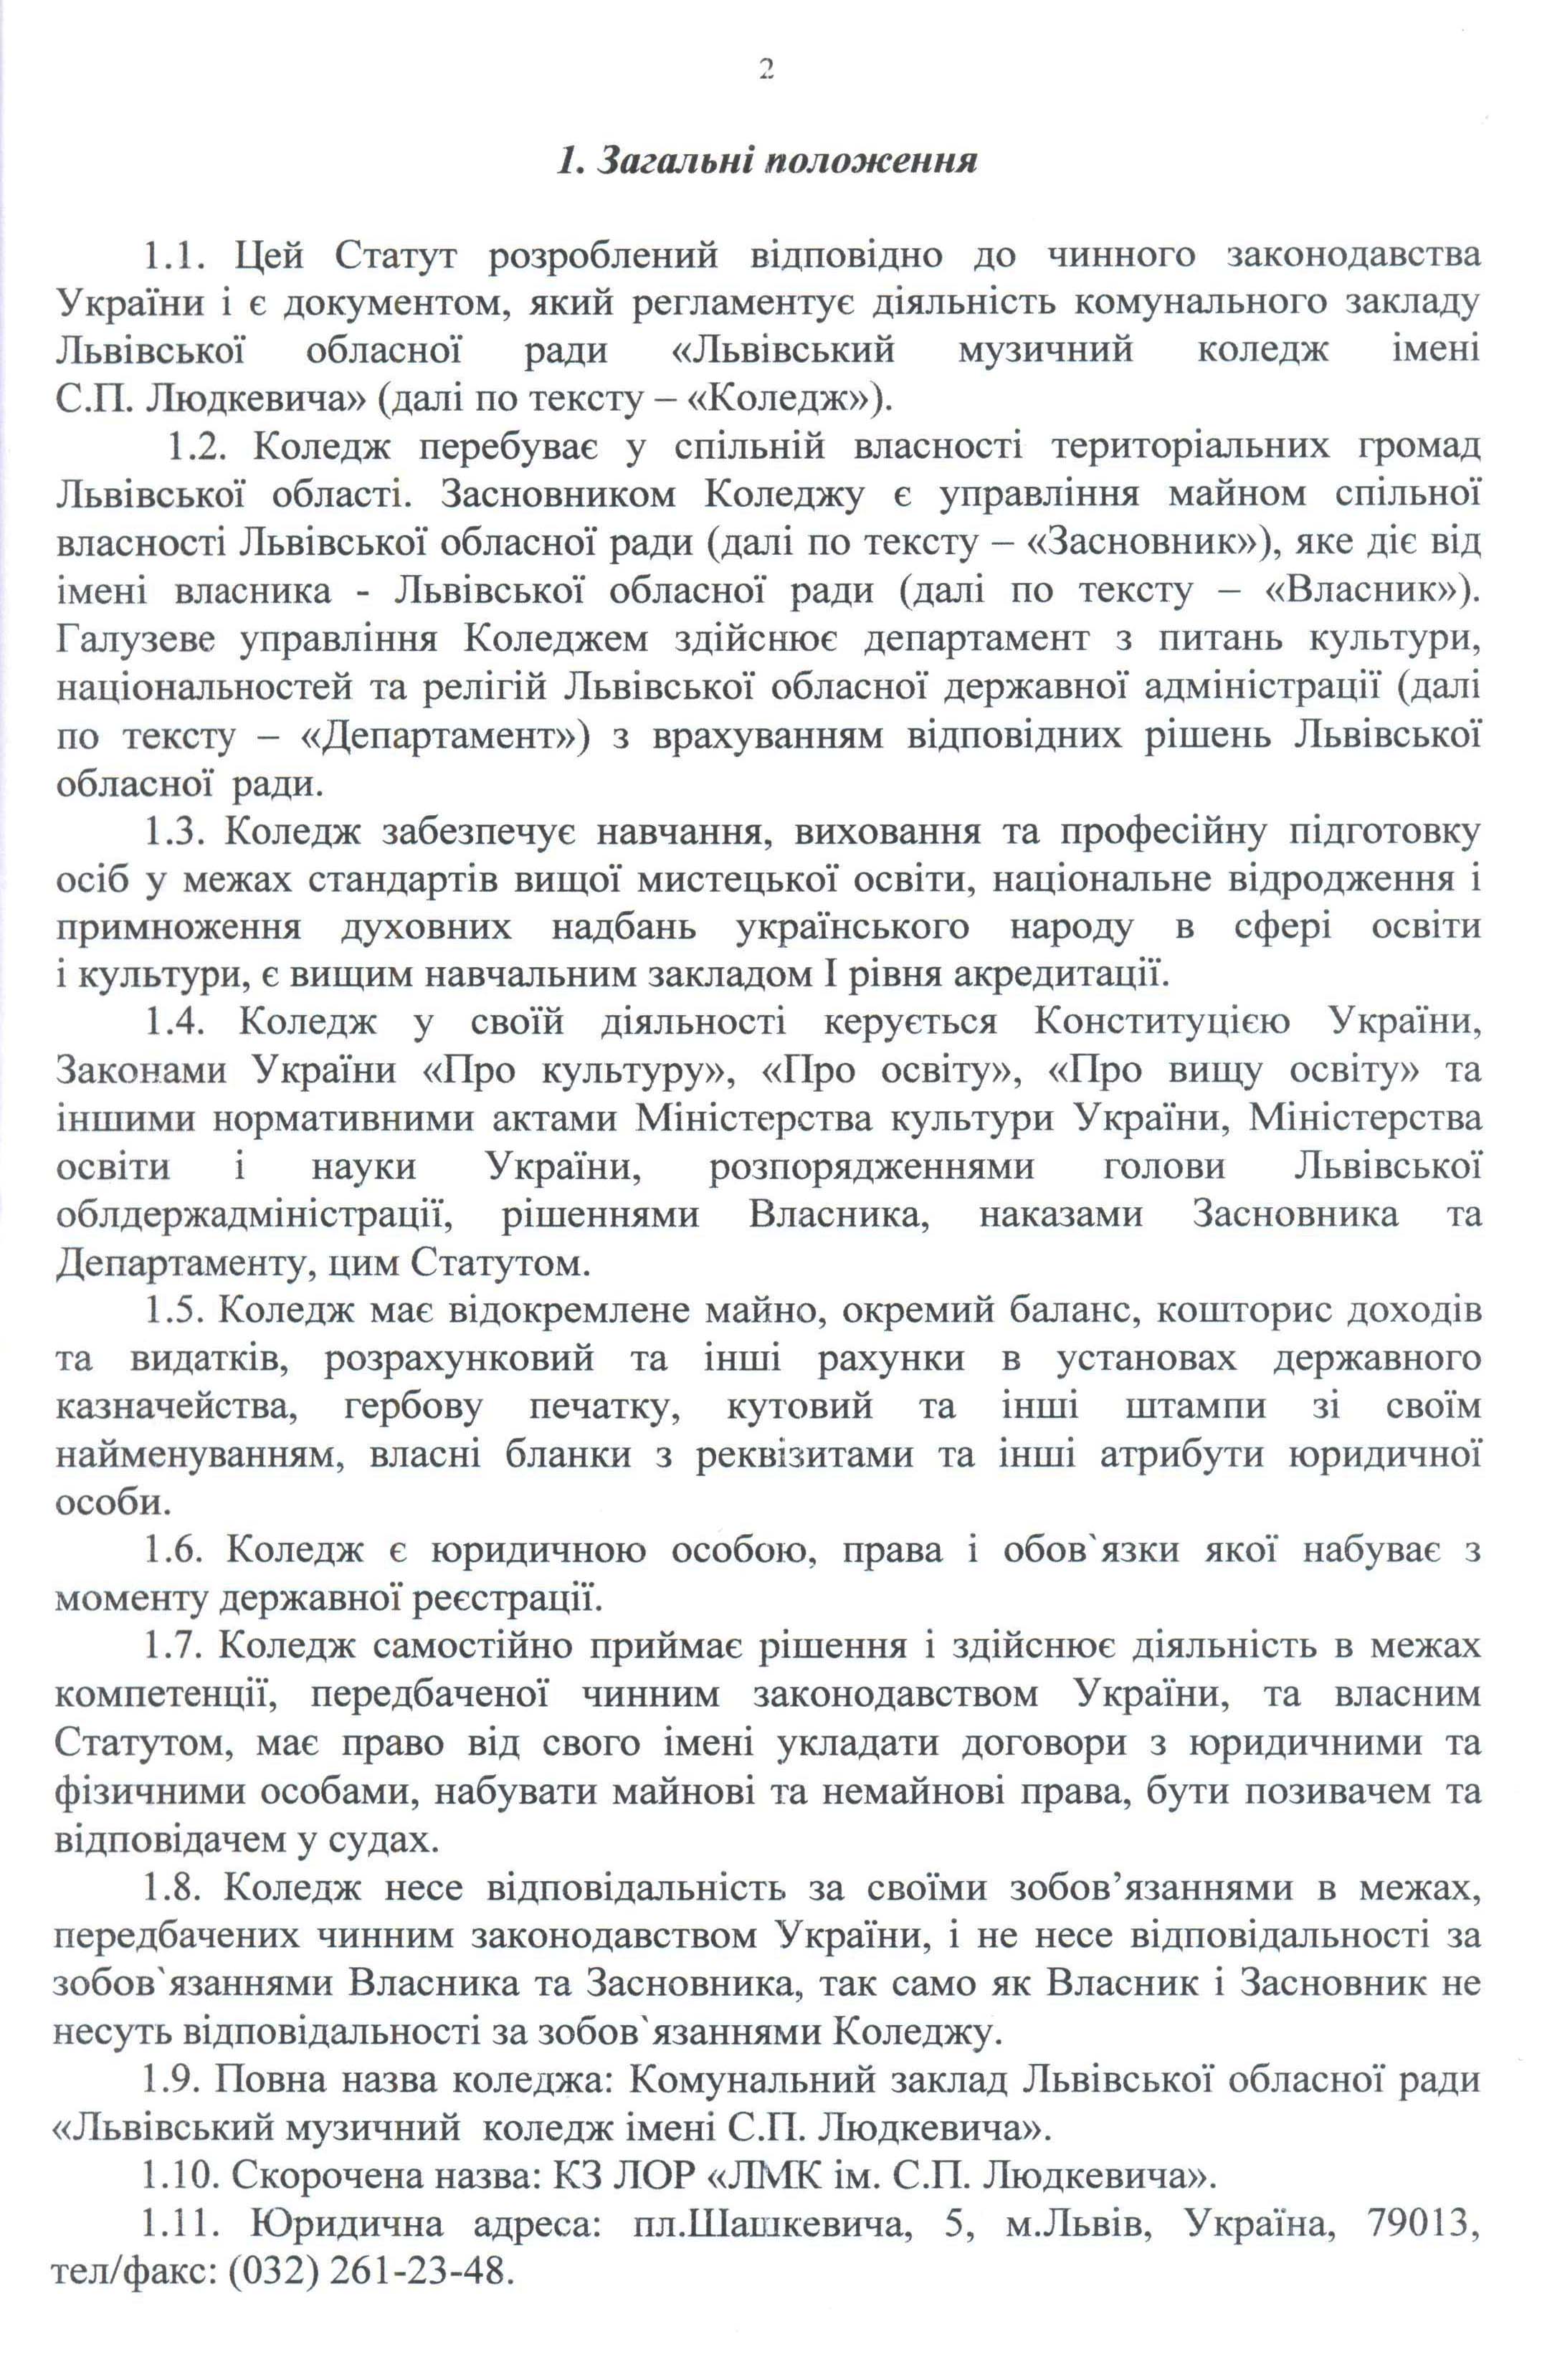 2
1. Загальні положення
1.1. Цей Статут розроблений відповідно до чинного законодавства
України і є документом, який регламентує діяльність комунального закладу
Львівської обласної ради «Львівський музичний коледж імені
С.П. Людкевича» (далі по тексту – «Коледж»).
1.2. Коледж перебуває у спільній власності територіальних громад
Львівської області. Засновником Коледжу є управління майном спільної
власності Львівської обласної ради (далі по тексту – «Засновник»), яке діє від
імені власника - Львівської обласної ради (далі по тексту – «Власник»).
Галузеве управління Коледжем здійснює департамент з питань культури,
національностей та релігій Львівської обласної державної адміністрації (далі
по тексту – «Департамент») з врахуванням відповідних рішень Львівської
обласної ради.
1.3. Коледж забезпечує навчання, виховання та професійну підготовку
осіб у межах стандартів вищої мистецької освіти, національне відродження і
примноження духовних надбань українського народу в сфері освіти
і культури, є вищим навчальним закладом I рівня акредитації.
1.4. Коледж у своїй діяльності керується Конституцією України,
Законами України «Про культуру», «Про освіту», «Про вищу освіту» та
іншими нормативними актами Міністерства культури України, Міністерства
освіти і науки України, розпорядженнями голови Львівської
облдержадміністрації, рішеннями Власника, наказами Засновника та
Департаменту, цим Статутом.
1.5. Коледж має відокремлене майно, окремий баланс, кошторис доходів
та видатків, розрахунковий та інші рахунки в установах державного
казначейства, гербову печатку, кутовий та інші штампи зі своїм
найменуванням, власні бланки з реквізитами та інші атрибути юридичної
особи.
1.6. Коледж є юридичною особою, права і обов`язки якої набуває з
моменту державної реєстрації.
1.7. Коледж самостійно приймає рішення і здійснює діяльність в межах
компетенції, передбаченої чинним законодавством України, та власним
Статутом, має право від свого імені укладати договори з юридичними та
фізичними особами, набувати майнові та немайнові права, бути позивачем та
відповідачем у судах.
1.8. Коледж несе відповідальність за своїми зобов’язаннями в межах,
передбачених чинним законодавством України, і не несе відповідальності за
зобов`язаннями Власника та Засновника, так само як Власник і Засновник не
несуть відповідальності за зобов`язаннями Коледжу.
1.9. Повна назва коледжа: Комунальний заклад Львівської обласної ради
«Львівський музичний коледж імені С.П. Людкевича».
1.10. Скорочена назва: КЗ ЛОР «ЛМК ім. С.П. Людкевича».
1.11. Юридична адреса: пл.Шашкевича, 5, м.Львів, Україна, 79013,
тел/факс: (032) 261-23-48.